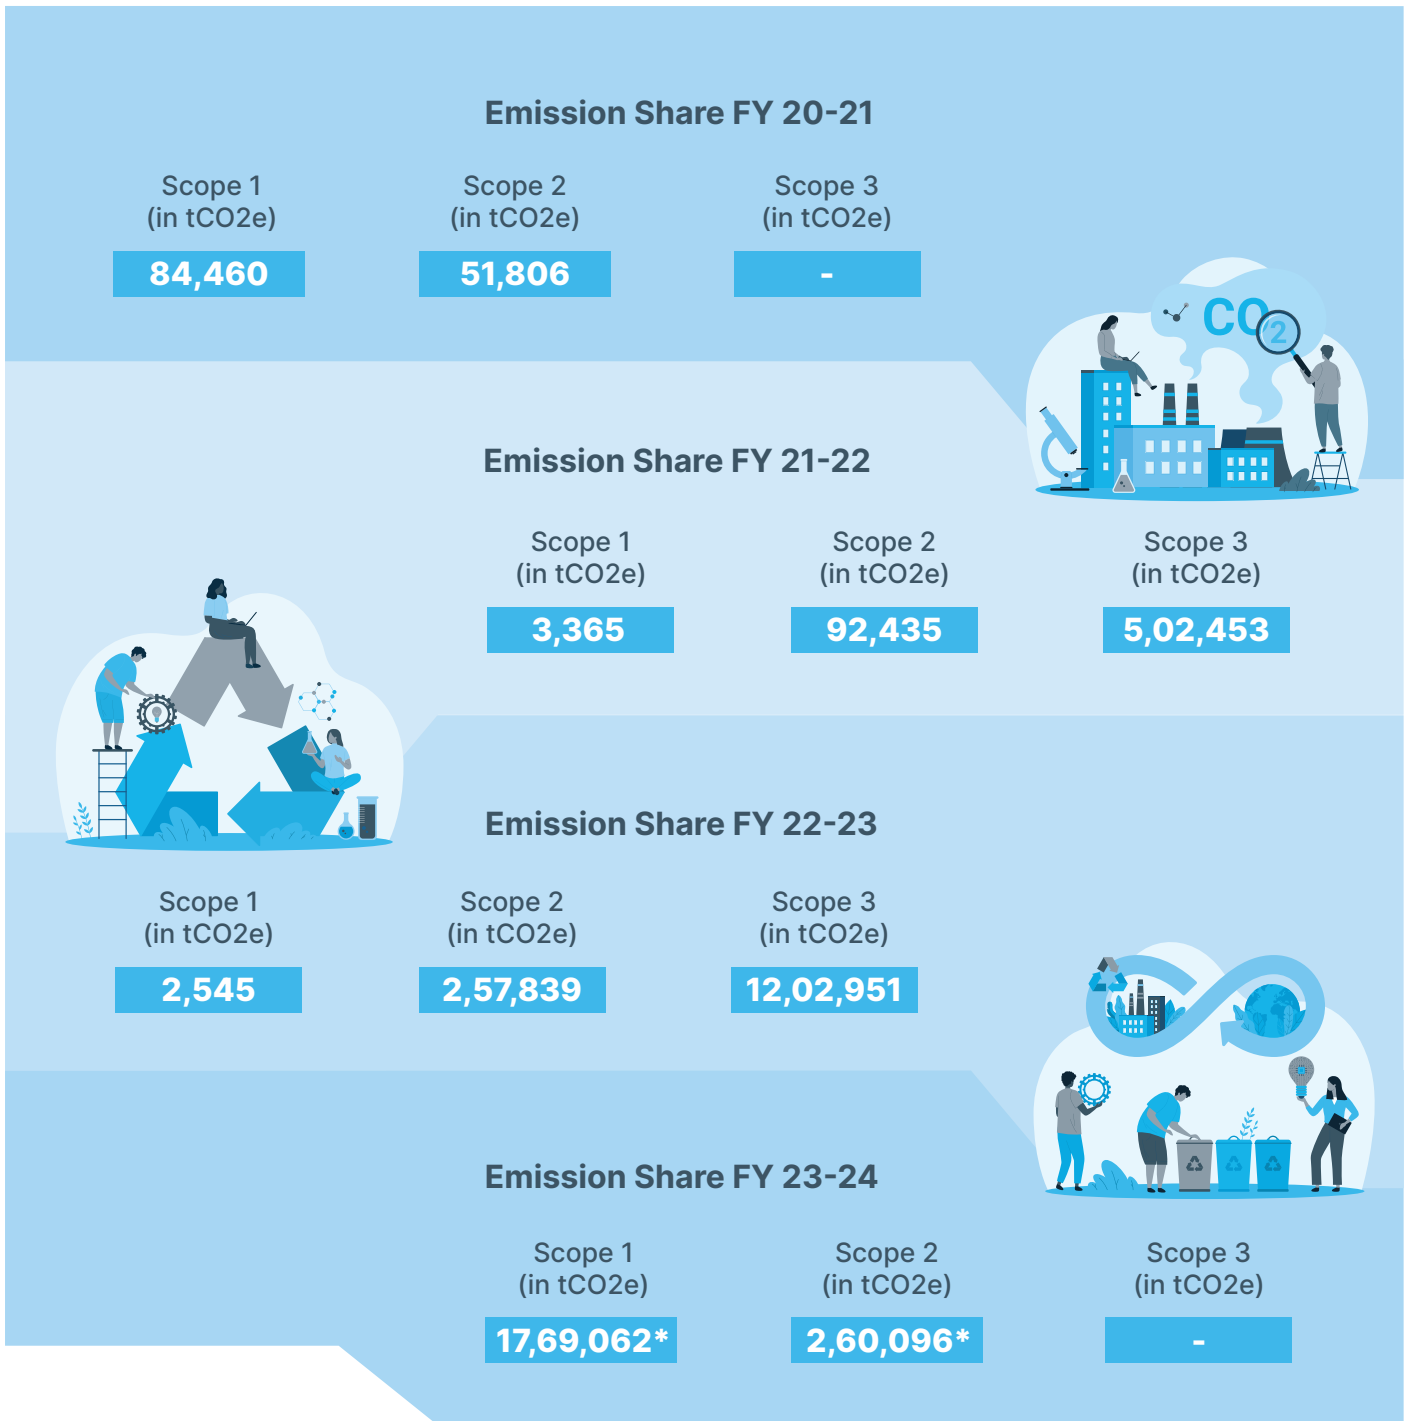 Emission Share FY 20-21
Scope 1
(in tCO2e)
84,460
Scope 2
(in tCO2e)
51,806
Scope 3
(in tCO2e)
-
CO2
Emission Share FY 21-22
Scope 1
(in tCO2e)
3,365
Scope 2
(in tCO2e)
92,435
Scope 3
(in tCO2e)
5,02,453
Emission Share FY 22-23
Scope 1
(in tCO2e)
2,545
Scope 2
(in tCO2e)
2,57,839
Scope 3
(in tCO2e)
12,02,951
Emission Share FY 23-24
Scope 1
(in tCO2e)
17,69,062*
Scope 2
(in tCO2e)
2,60,096*
Scope 3
(in tCO2e)
-